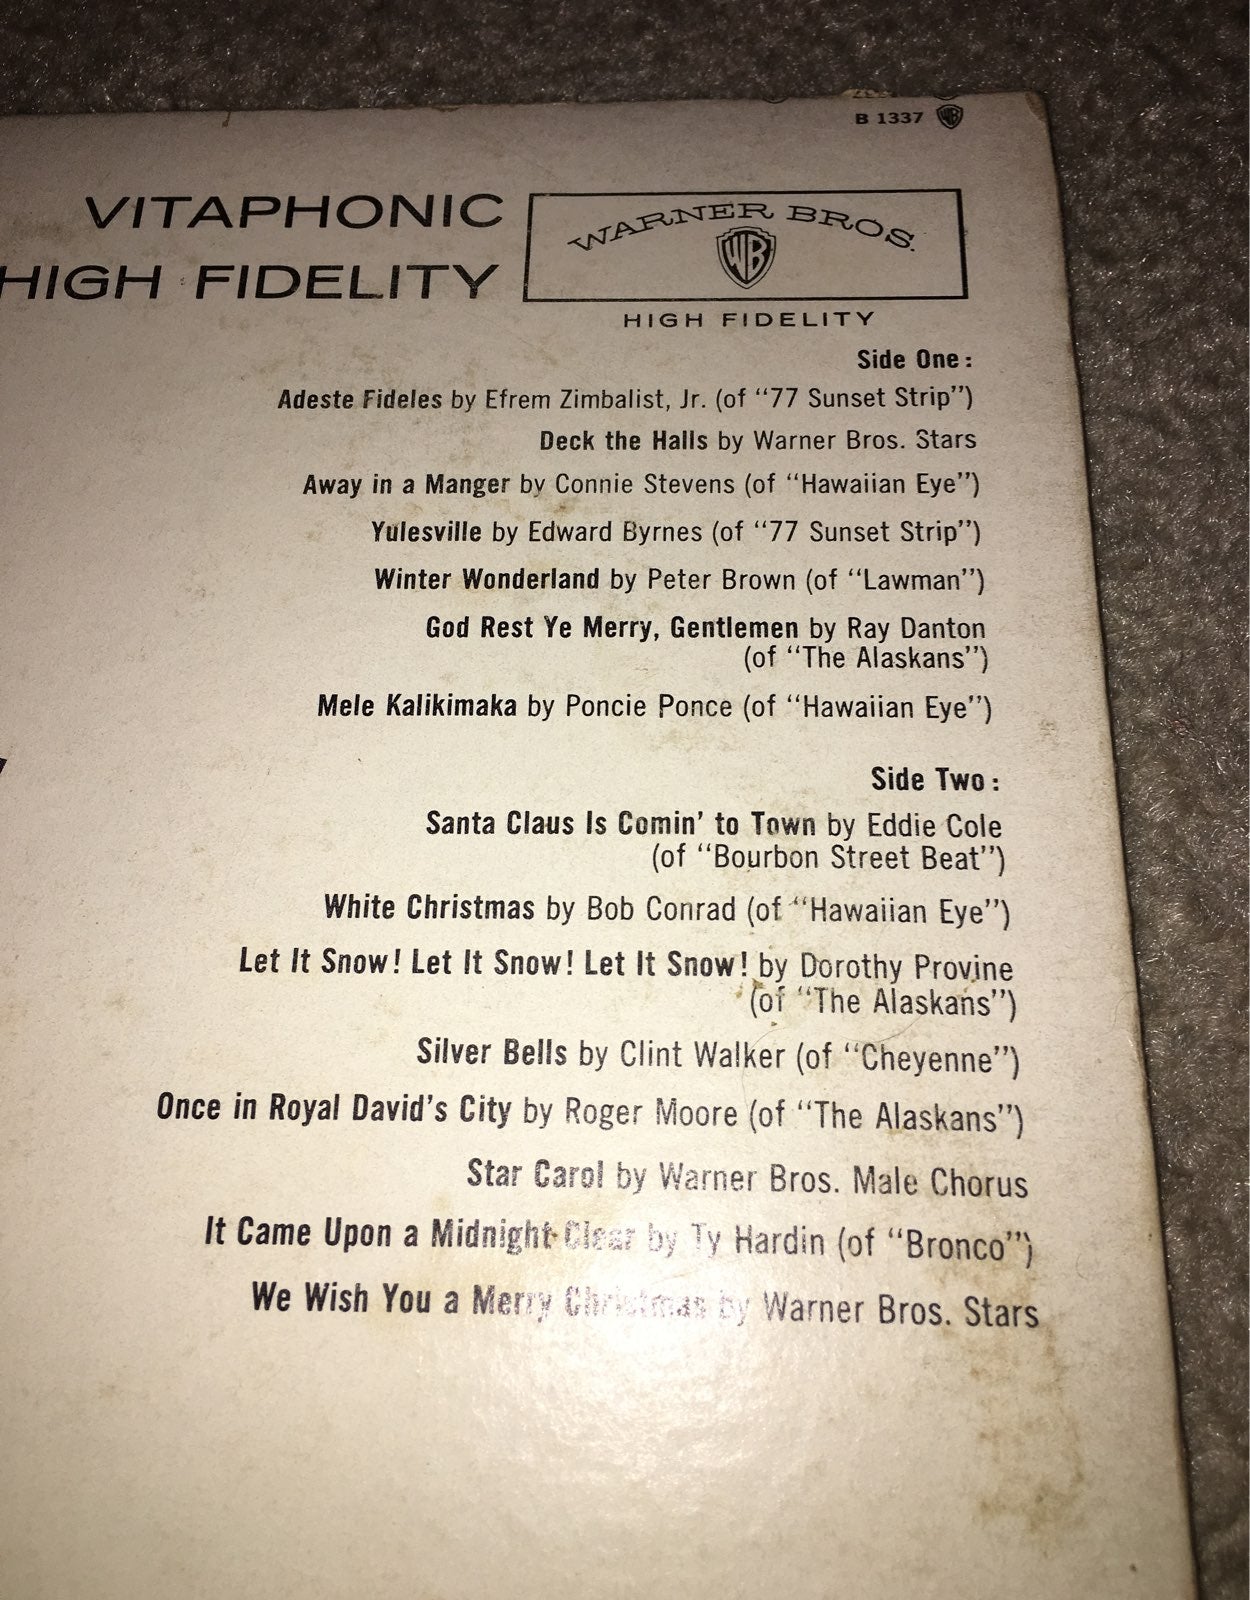 B 1337 WB
VITAPHONIC
HIGH FIDELITY
WARNER BROS.
WB
HIGH FIDELITY
Side One:
Adeste Fideles by Efrem Zimbalist, Jr. (of “77 Sunset Strip”)
Deck the Halls by Warner Bros. Stars
Away in a Manger by Connie Stevens (of “Hawaiian Eye”)
Yulesville by Edward Byrnes (of “77 Sunset Strip”)
Winter Wonderland by Peter Brown (of “Lawman”)
God Rest Ye Merry, Gentlemen by Ray Danton
(of “The Alaskans”)
Mele Kalikimaka by Poncie Ponce (of “Hawaiian Eye”)
Side Two:
Santa Claus Is Comin’ to Town by Eddie Cole
(of “Bourbon Street Beat”)
White Christmas by Bob Conrad (of “Hawaiian Eye”)
Let It Snow! Let It Snow! Let It Snow! by Dorothy Provine
(of “The Alaskans”)
Silver Bells by Clint Walker (of “Cheyenne”)
Once in Royal David’s City by Roger Moore (of “The Alaskans”)
Star Carol by Warner Bros. Male Chorus
It Came Upon a Midnight Clear by Ty Hardin (of “Bronco”)
We Wish You a Merry Christmas by Warner Bros. Stars